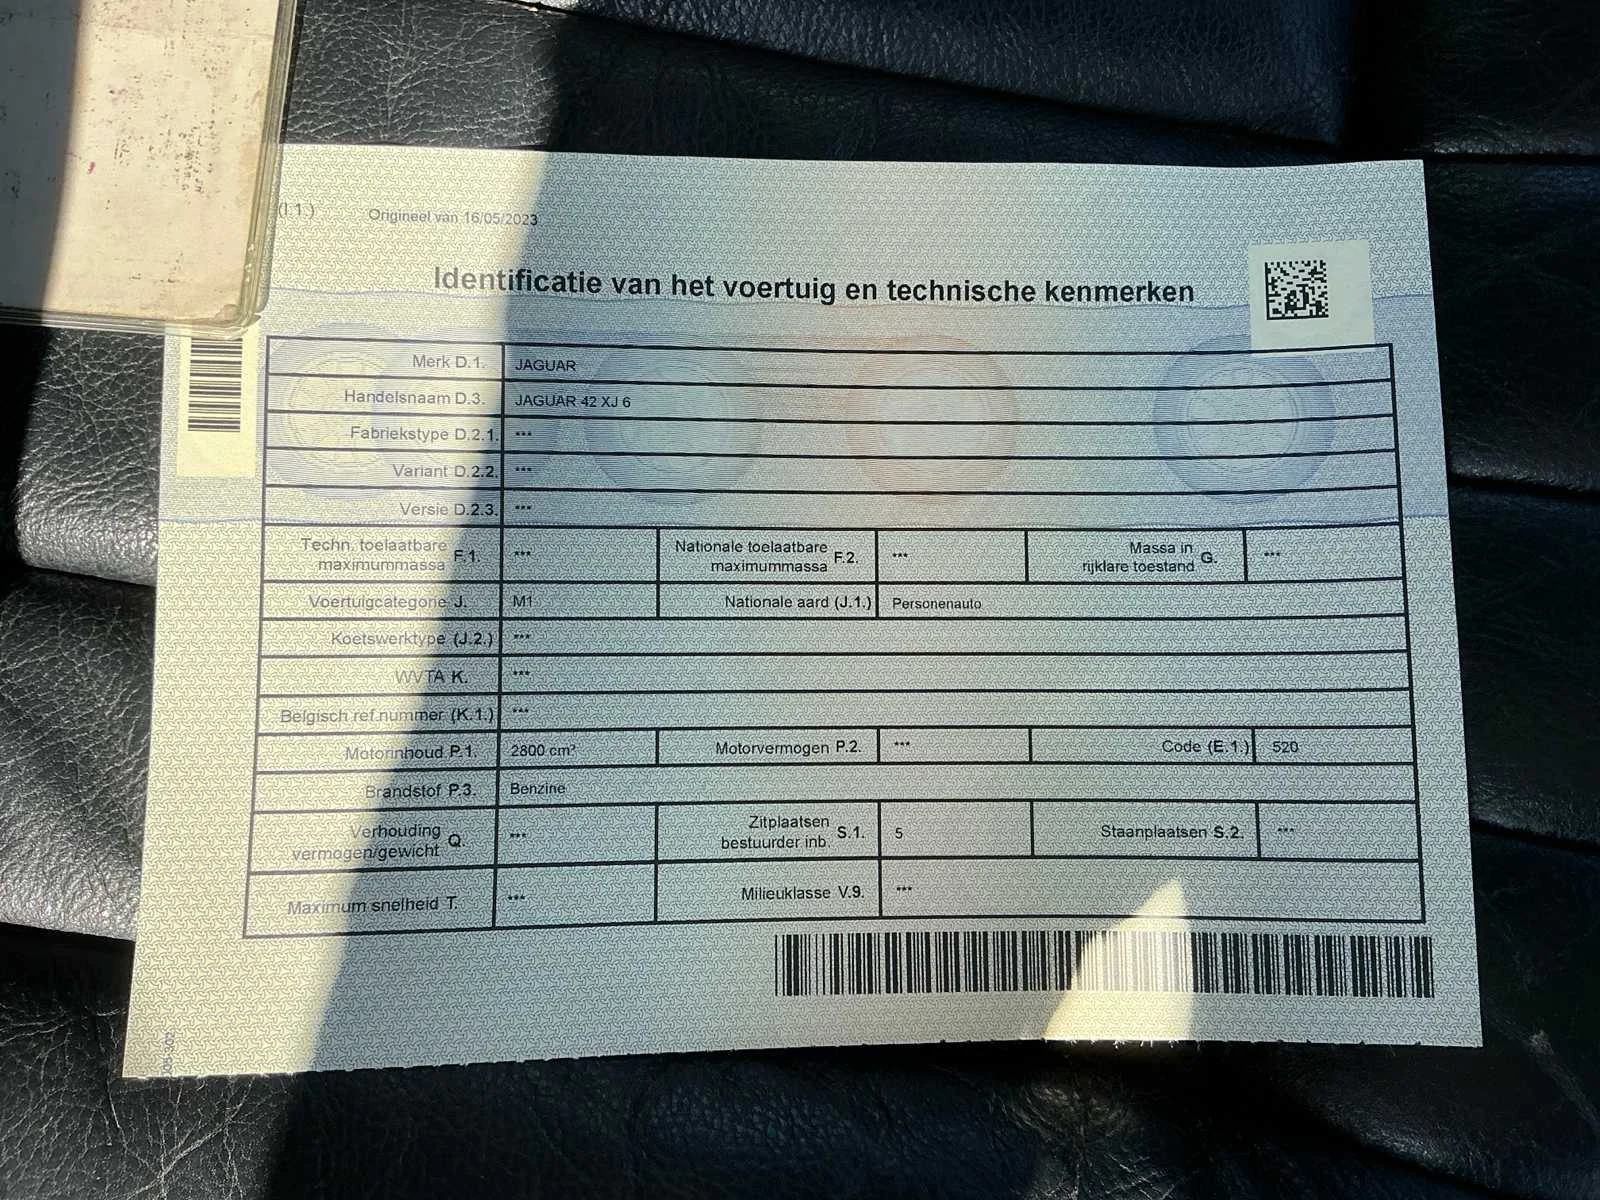 (I.1.) Origineel van 16/05/2023
Identificatie van het voertuig en technische kenmerken
Merk D.1. JAGUAR
Handelsnaam D.3. JAGUAR 42 XJ 6
Fabriekstype D.2.1. ***
Variant D.2.2. ***
Versie D.2.3. ***
Techn. toelaatbare maximummassa F.1. *** Nationale toelaatbare maximummassa F.2. *** Massa in rijklare toestand G. ***
Voertuigcategorie J. M1 Nationale aard (J.1.) Personenauto
Koetswerktype (J.2.) ***
WVTA K. ***
Belgisch ref.nummer (K.1.) ***
Motorinhoud P.1. 2800 cm³ Motorvermogen P.2. *** Code (E.1.) 520
Brandstof P.3. Benzine
Verhouding vermogen/gewicht Q. *** Zitplaatsen bestuurder inb. S.1. 5 Staanplaatsen S.2. ***
Maximum snelheid T. *** Milieuklasse V.9. ***